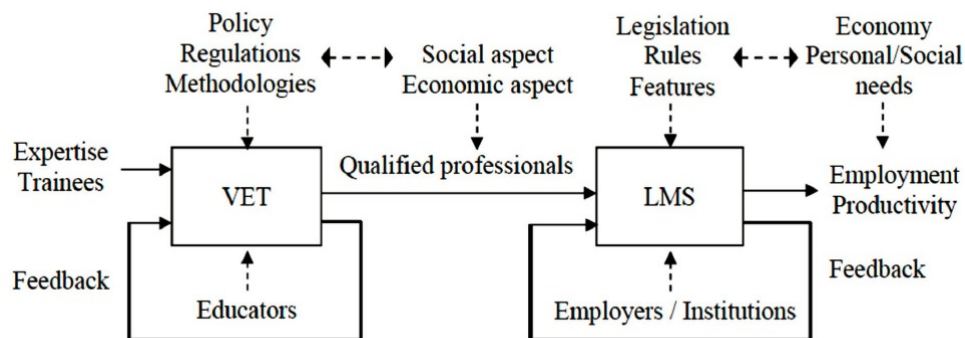 Policy
Regulations
Methodologies
Social aspect
Economic aspect
Legislation
Rules
Features
Economy
Personal/Social
needs
Expertise
Trainees
VET
Qualified professionals
LMS
Employment
Productivity
Feedback
Educators
Employers / Institutions
Feedback